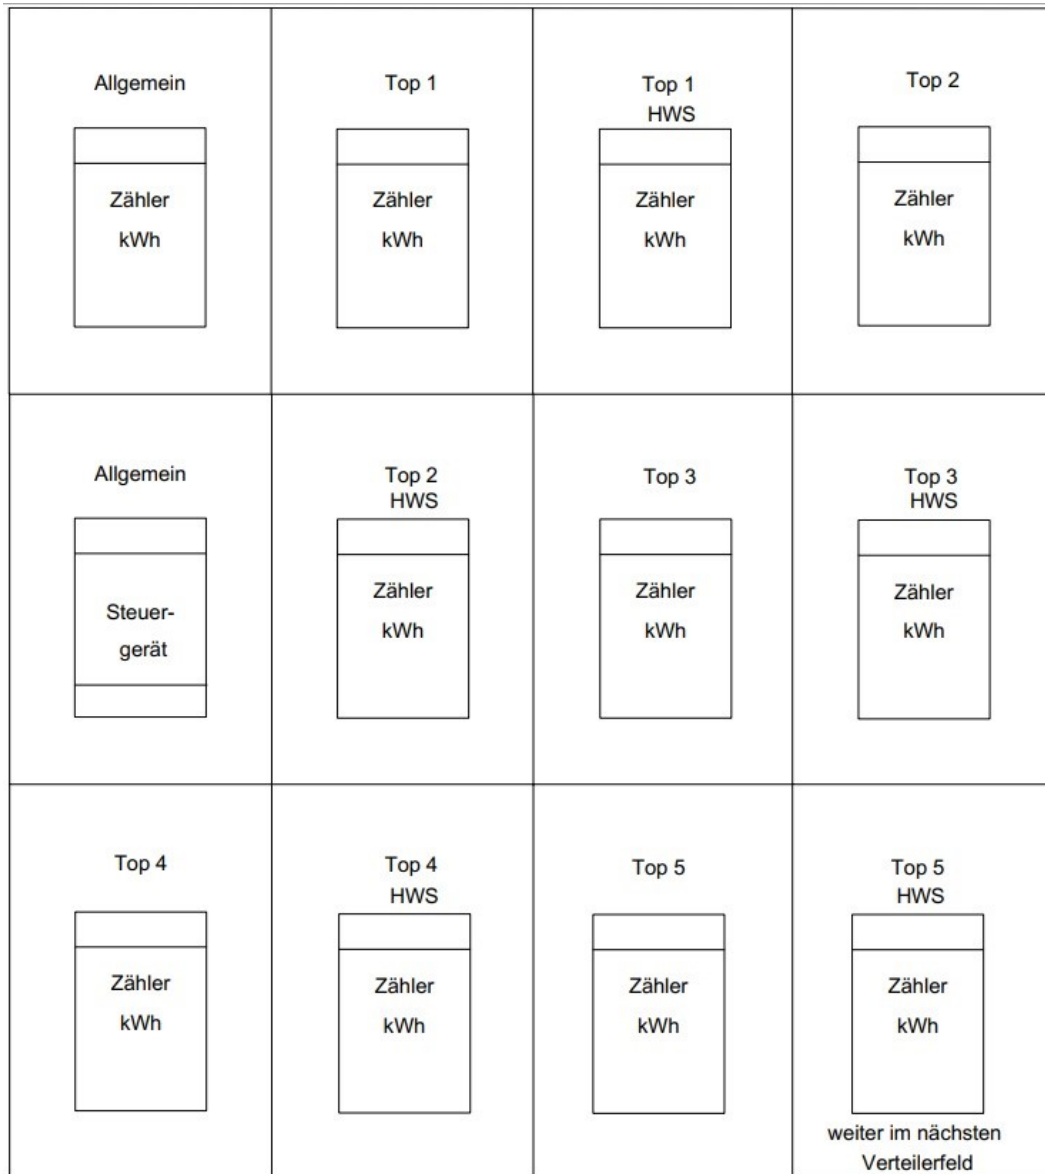 Allgemein
Zähler
kWh
Top 1
Zähler
kWh
Top 1
HWS
Zähler
kWh
Top 2
Zähler
kWh
Allgemein
Steuer-
gerät
Top 2
HWS
Zähler
kWh
Top 3
Zähler
kWh
Top 3
HWS
Zähler
kWh
Top 4
Zähler
kWh
Top 4
HWS
Zähler
kWh
Top 5
Zähler
kWh
Top 5
HWS
Zähler
kWh
weiter im nächsten
Verteilerfeld